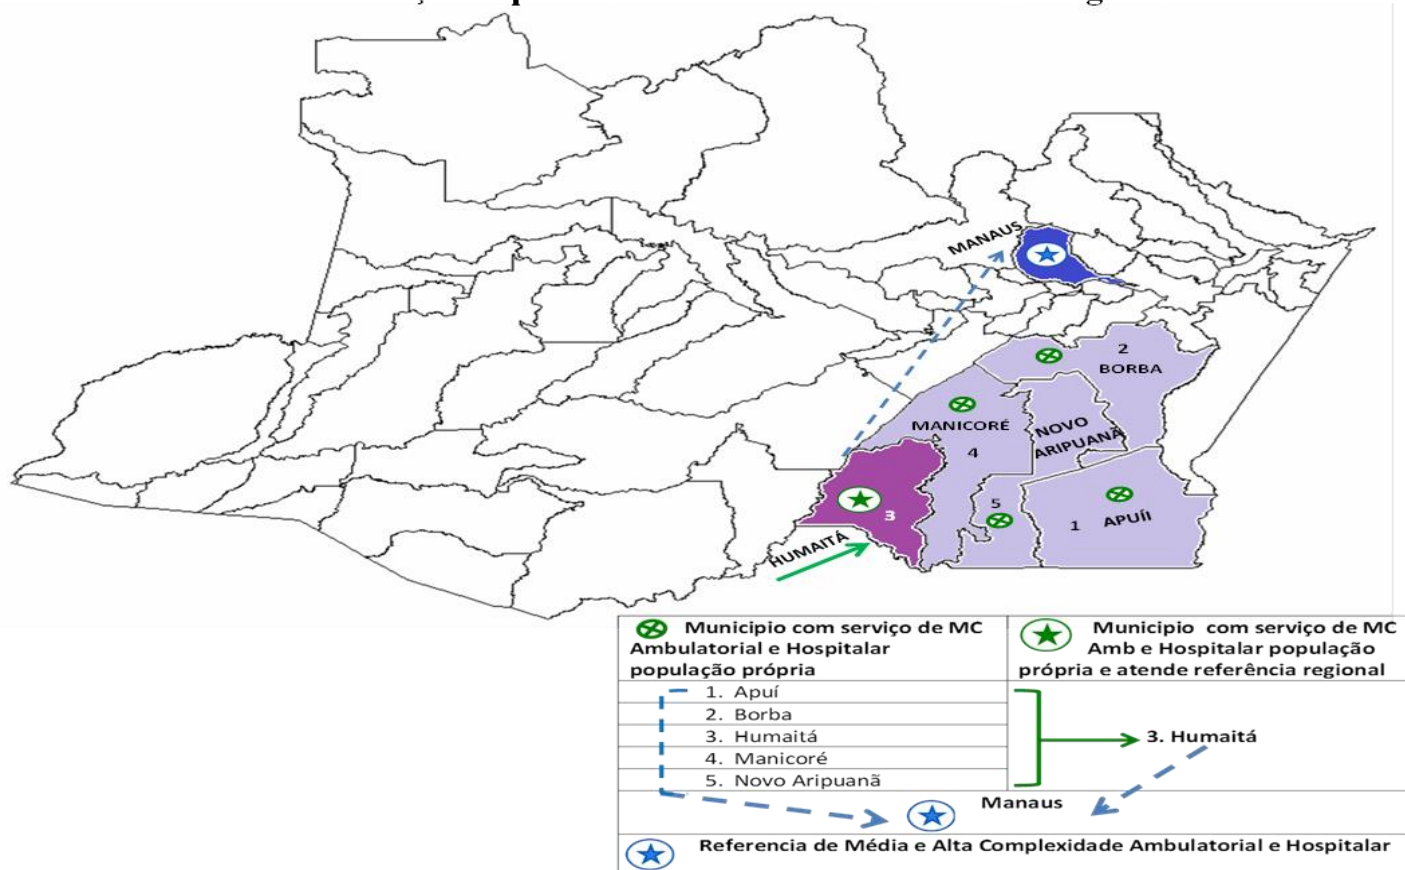 MANAUS
2
BORBA
MANICORÉ
4
NOVO
ARIPUANÃ
5
1 APUÍI
3
HUMAITÁ
Municipio com serviço de MC
Ambulatorial e Hospitalar
população própria
Municipio com serviço de MC
Amb e Hospitalar população
própria e atende referência regional
1. Apuí
2. Borba
3. Humaitá
4. Manicoré
5. Novo Aripuanã
3. Humaitá
Manaus
Referencia de Média e Alta Complexidade Ambulatorial e Hospitalar